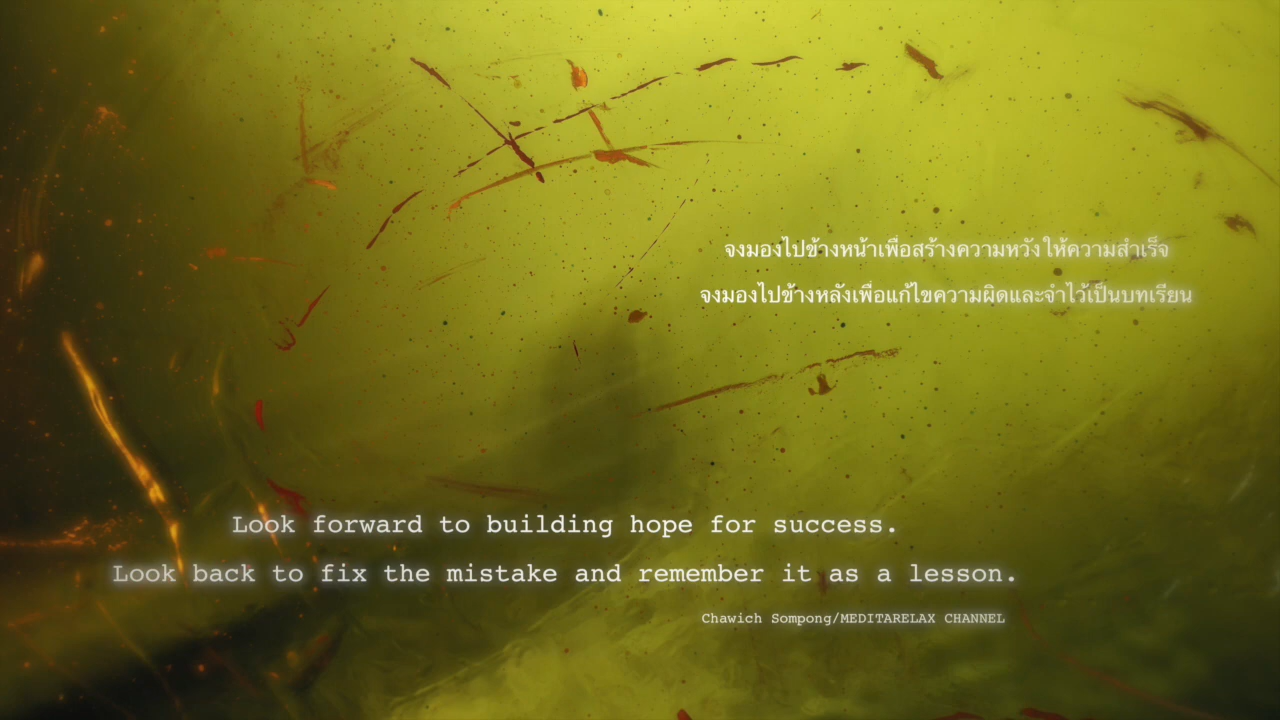 จงมองไปข้างหน้าเพื่อสร้างความหวังให้ความสำเร็จ
จงมองไปข้างหลังเพื่อแก้ไขความผิดและจำไว้เป็นบทเรียน
Look forward to building hope for success.
Look back to fix the mistake and remember it as a lesson.
Chawich Sompong/MEDITARELAX CHANNEL